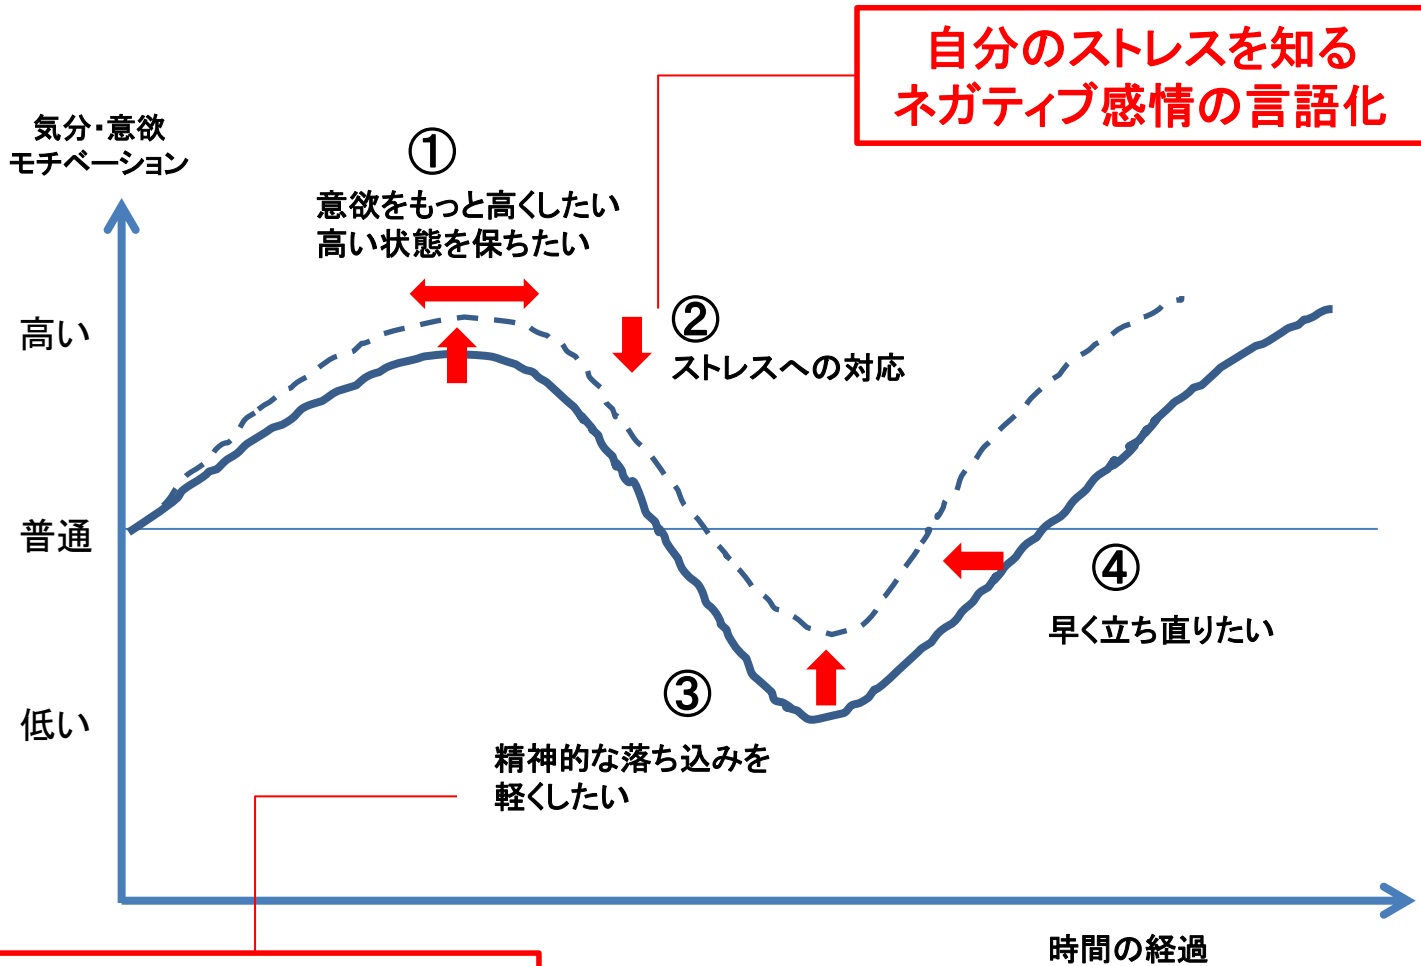 自分のストレスを知る
ネガティブ感情の言語化
気分・意欲
モチベーション
①
意欲をもっと高くしたい
高い状態を保ちたい
高い
②
ストレスへの対応
普通
④
早く立ち直りたい
③
低い
精神的な落ち込みを
軽くしたい
時間の経過